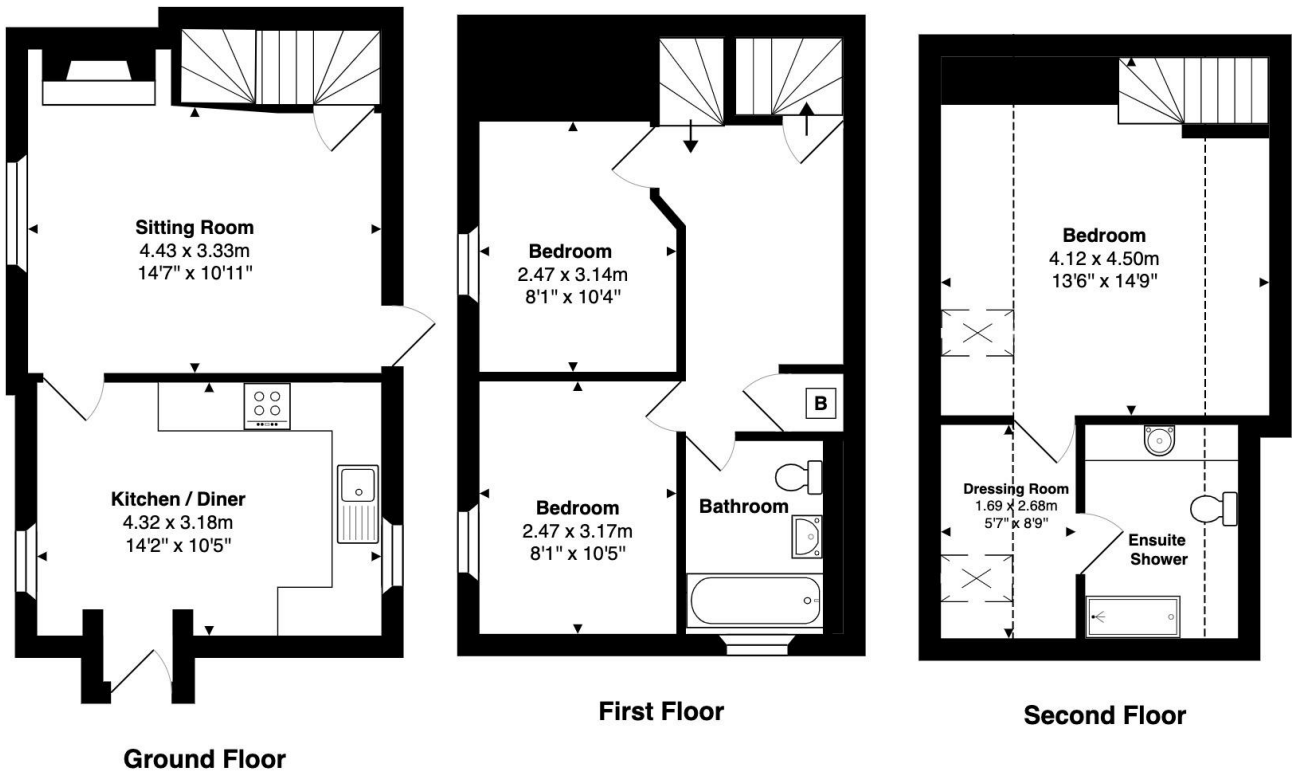 Sitting Room
4.43 x 3.33m
14'7" x 10'11"
Kitchen / Diner
4.32 x 3.18m
14'2" x 10'5"
Ground Floor
Bedroom
2.47 x 3.14m
8'1" x 10'4"
B
Bedroom
2.47 x 3.17m
8'1" x 10'5"
Bathroom
First Floor
Bedroom
4.12 x 4.50m
13'6" x 14'9"
Dressing Room
1.69 x 2.68m
5'7" x 8'9"
Ensuite
Shower
Second Floor